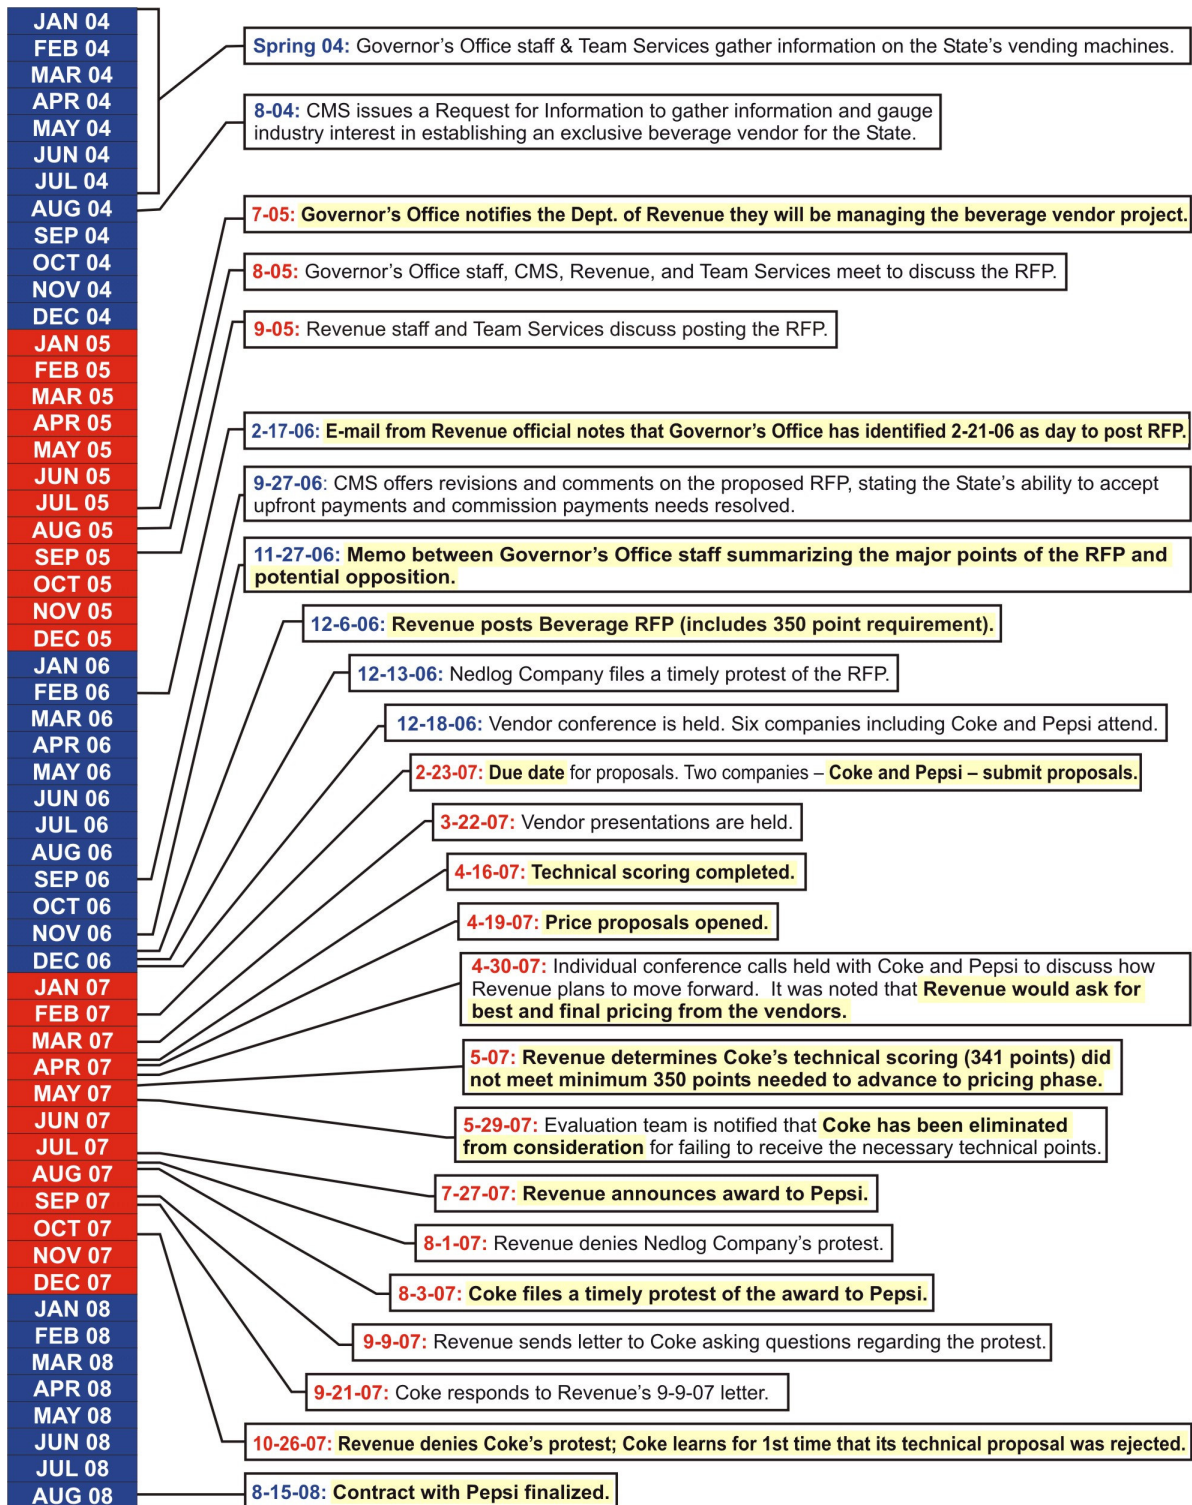 JAN 04
FEB 04
MAR 04
APR 04
MAY 04
JUN 04
JUL 04
AUG 04
SEP 04
OCT 04
NOV 04
DEC 04
JAN 05
FEB 05
MAR 05
APR 05
MAY 05
JUN 05
JUL 05
AUG 05
SEP 05
OCT 05
NOV 05
DEC 05
JAN 06
FEB 06
MAR 06
APR 06
MAY 06
JUN 06
JUL 06
AUG 06
SEP 06
OCT 06
NOV 06
DEC 06
JAN 07
FEB 07
MAR 07
APR 07
MAY 07
JUN 07
JUL 07
AUG 07
SEP 07
OCT 07
NOV 07
DEC 07
JAN 08
FEB 08
MAR 08
APR 08
MAY 08
JUN 08
JUL 08
AUG 08
Spring 04: Governor's Office staff & Team Services gather information on the State's vending machines.
8-04: CMS issues a Request for Information to gather information and gauge
industry interest in establishing an exclusive beverage vendor for the State.
7-05: Governor's Office notifies the Dept. of Revenue they will be managing the beverage vendor project.
8-05: Governor's Office staff, CMS, Revenue, and Team Services meet to discuss the RFP.
9-05: Revenue staff and Team Services discuss posting the RFP.
2-17-06: E-mail from Revenue official notes that Governor's Office has identified 2-21-06 as day to post RFP.
9-27-06: CMS offers revisions and comments on the proposed RFP, stating the State's ability to accept
upfront payments and commission payments needs resolved.
11-27-06: Memo between Governor's Office staff summarizing the major points of the RFP and
potential opposition.
12-6-06: Revenue posts Beverage RFP (includes 350 point requirement).
12-13-06: Nedlog Company files a timely protest of the RFP.
12-18-06: Vendor conference is held. Six companies including Coke and Pepsi attend.
2-23-07: Due date for proposals. Two companies – Coke and Pepsi – submit proposals.
3-22-07: Vendor presentations are held.
4-16-07: Technical scoring completed.
4-19-07: Price proposals opened.
4-30-07: Individual conference calls held with Coke and Pepsi to discuss how
Revenue plans to move forward. It was noted that Revenue would ask for
best and final pricing from the vendors.
5-07: Revenue determines Coke's technical scoring (341 points) did
not meet minimum 350 points needed to advance to pricing phase.
5-29-07: Evaluation team is notified that Coke has been eliminated
from consideration for failing to receive the necessary technical points.
7-27-07: Revenue announces award to Pepsi.
8-1-07: Revenue denies Nedlog Company's protest.
8-3-07: Coke files a timely protest of the award to Pepsi.
9-9-07: Revenue sends letter to Coke asking questions regarding the protest.
9-21-07: Coke responds to Revenue's 9-9-07 letter.
10-26-07: Revenue denies Coke's protest; Coke learns for 1st time that its technical proposal was rejected.
8-15-08: Contract with Pepsi finalized.